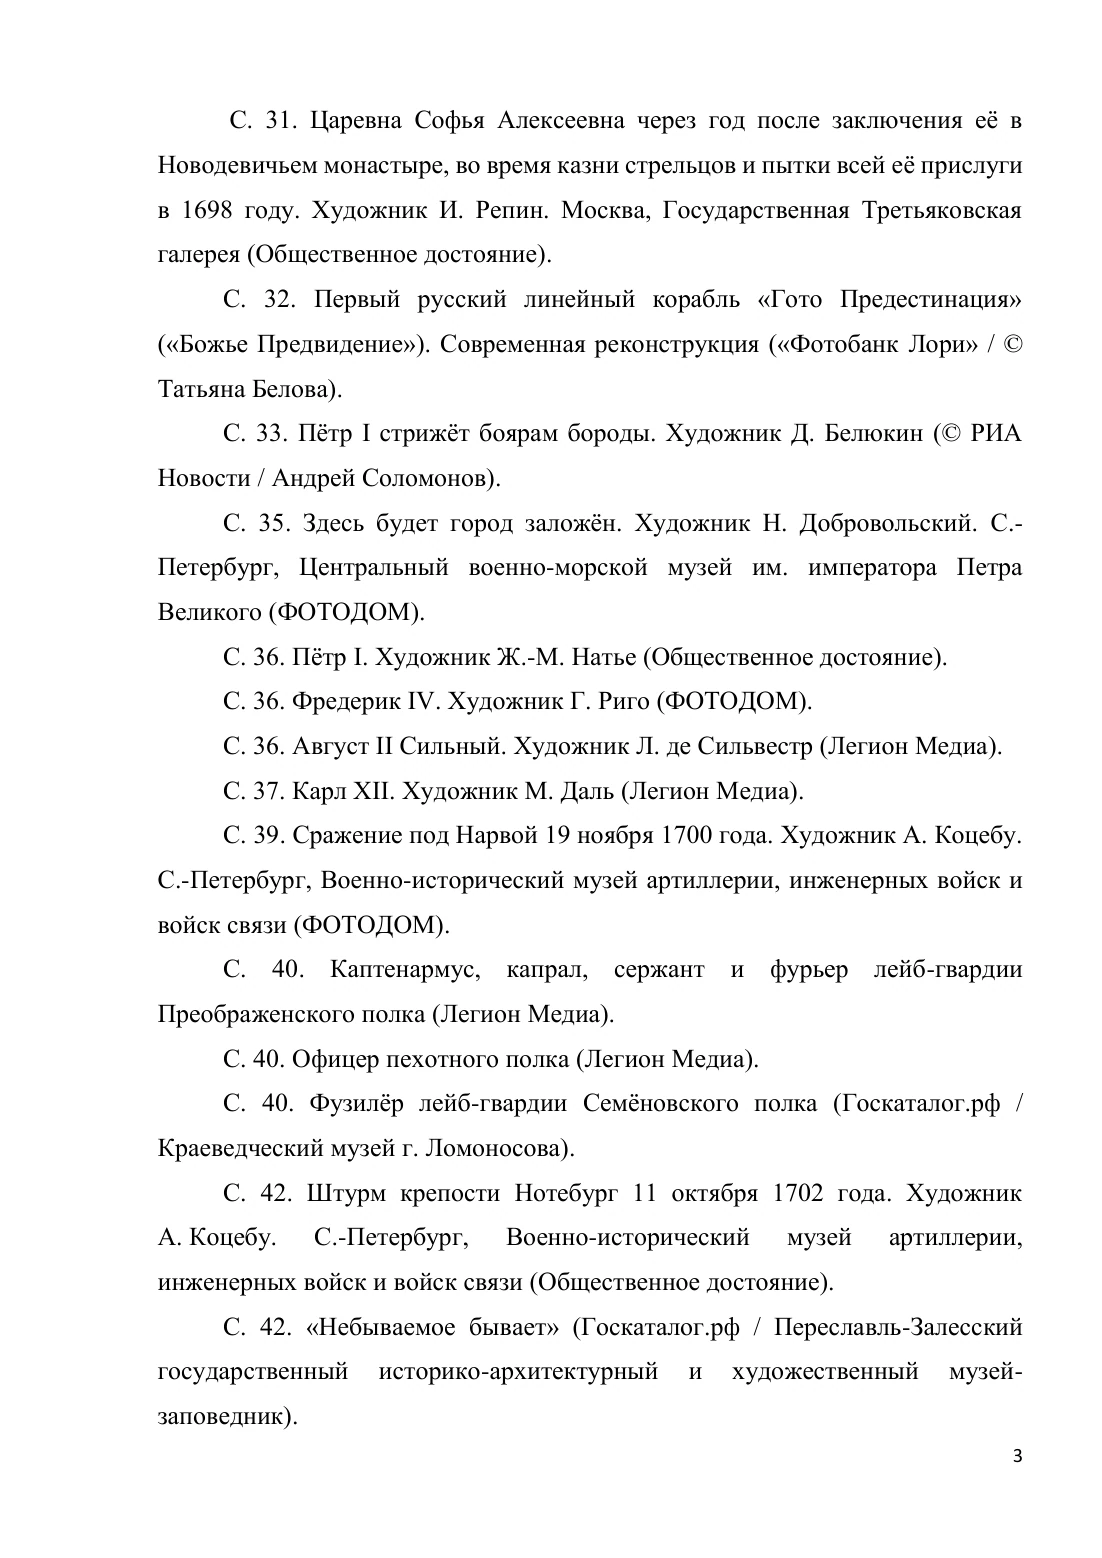 С. 31. Царевна Софья Алексеевна через год после заключения её в
Новодевичьем монастыре, во время казни стрельцов и пытки всей её прислуги
в 1698 году. Художник И. Репин. Москва, Государственная Третьяковская
галерея (Общественное достояние).
С. 32. Первый русский линейный корабль «Гото Предестинация»
(«Божье Предвидение»). Современная реконструкция («Фотобанк Лори» / ©
Татьяна Белова).
С. 33. Пётр I стрижёт боярам бороды. Художник Д. Белюкин (© РИА
Новости / Андрей Соломонов).
С. 35. Здесь будет город заложён. Художник Н. Добровольский. С.-
Петербург, Центральный военно-морской музей им. императора Петра
Великого (ФОТОДОМ).
С. 36. Пётр I. Художник Ж.-М. Натье (Общественное достояние).
С. 36. Фредерик IV. Художник Г. Риго (ФОТОДОМ).
С. 36. Август II Сильный. Художник Л. де Сильвестр (Легион Медиа).
С. 37. Карл XII. Художник М. Даль (Легион Медиа).
С. 39. Сражение под Нарвой 19 ноября 1700 года. Художник А. Коцебу.
С.-Петербург, Военно-исторический музей артиллерии, инженерных войск и
войск связи (ФОТОДОМ).
С. 40. Каптенармус, капрал, сержант и фурьер лейб-гвардии
Преображенского полка (Легион Медиа).
С. 40. Офицер пехотного полка (Легион Медиа).
С. 40. Фузилёр лейб-гвардии Семёновского полка (Госкаталог.рф /
Краеведческий музей г. Ломоносова).
С. 42. Штурм крепости Нотебург 11 октября 1702 года. Художник
А. Коцебу. С.-Петербург, Военно-исторический музей артиллерии,
инженерных войск и войск связи (Общественное достояние).
С. 42. «Небываемое бывает» (Госкаталог.рф / Переславль-Залесский
государственный историко-архитектурный и художественный музей-
заповедник).
3